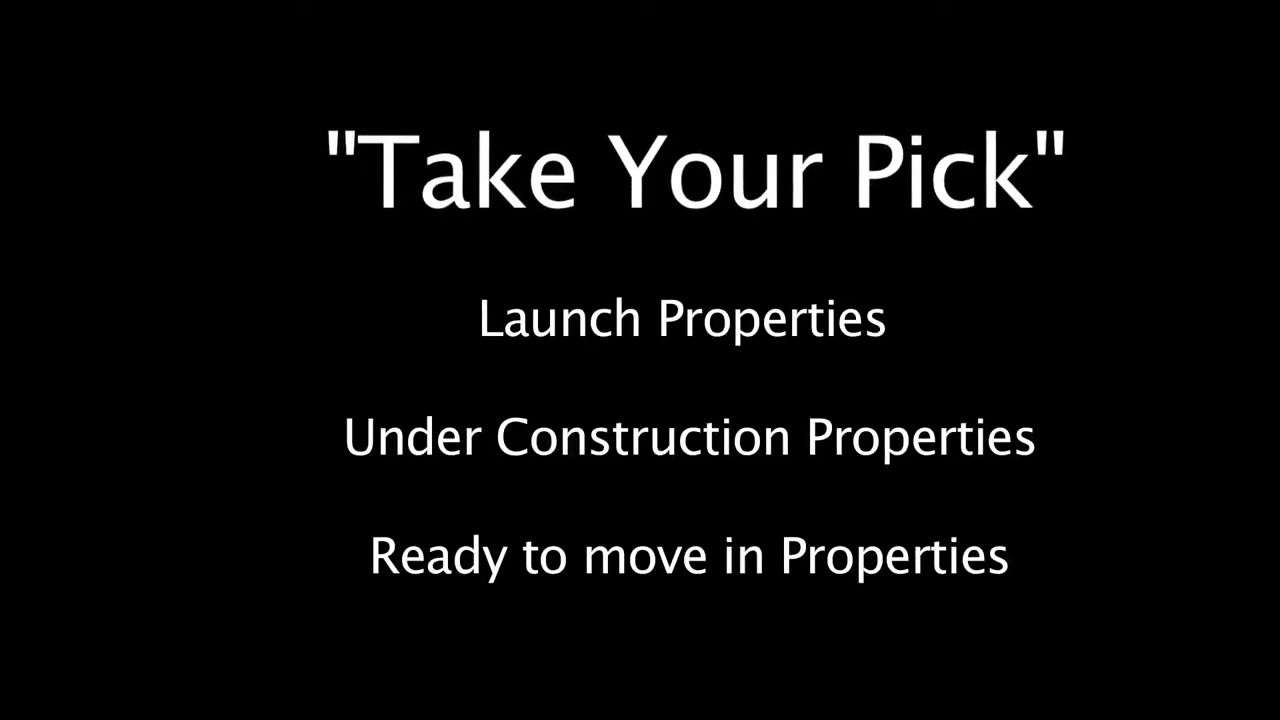 "Take Your Pick"
Launch Properties
Under Construction Properties
Ready to move in Properties